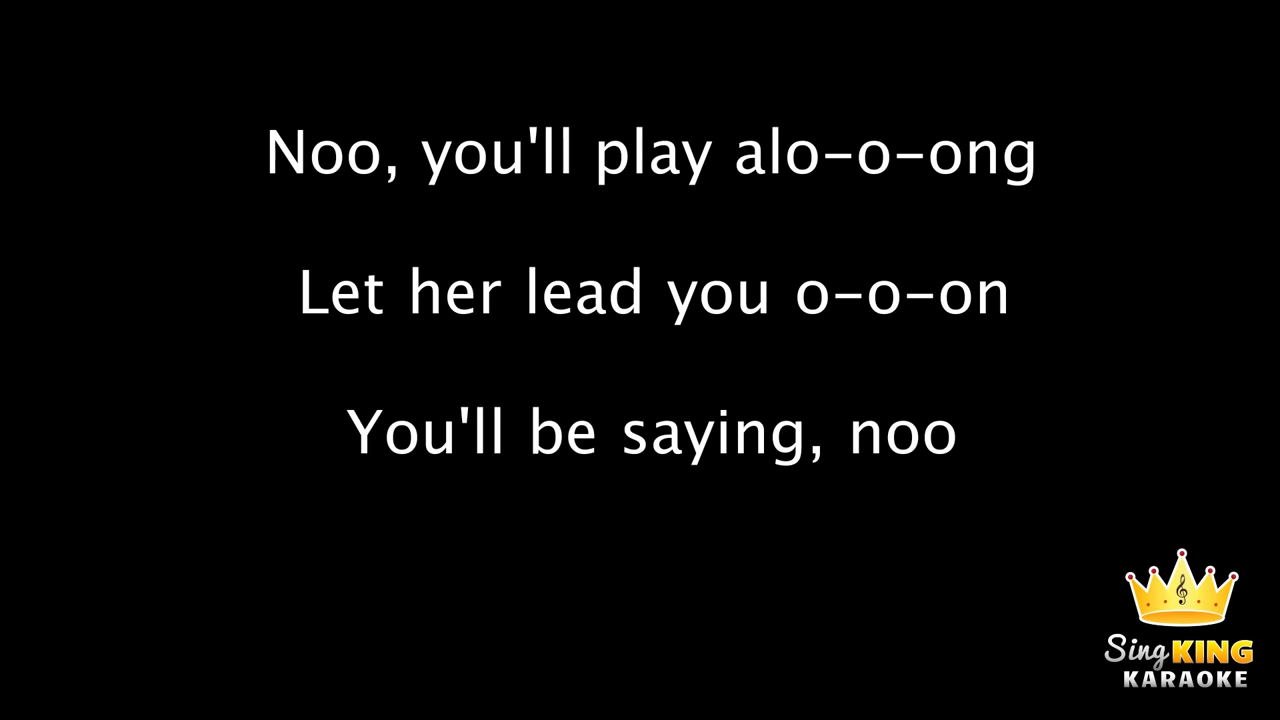 Noo, you'll play alo-o-ong
Let her lead you o-o-on
You'll be saying, noo
Sing KING
KARAOKE